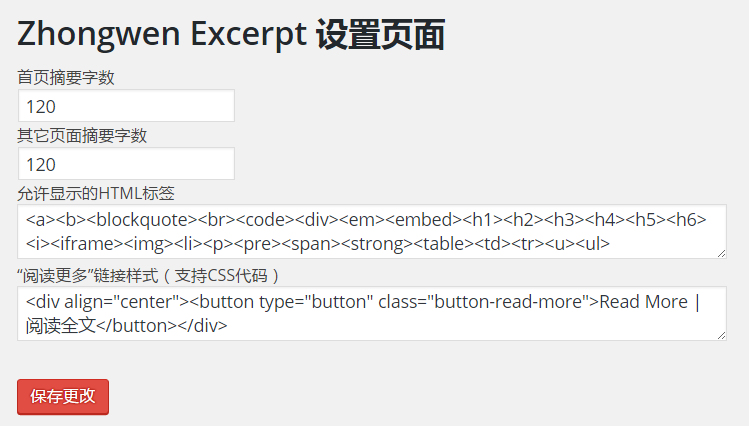 Zhongwen Excerpt 设置页面
首页摘要字数
120
其它页面摘要字数
120
允许显示的HTML标签
<a><b><blockquote><br><code><div><em><embed><h1><h2><h3><h4><h5><h6>
<i><iframe><img><li><p><pre><span><strong><table><td><tr><u><ul>
“阅读更多”链接样式（支持CSS代码）
<div align="center"><button type="button" class="button-read-more">Read More |
阅读全文</button></div>
保存更改